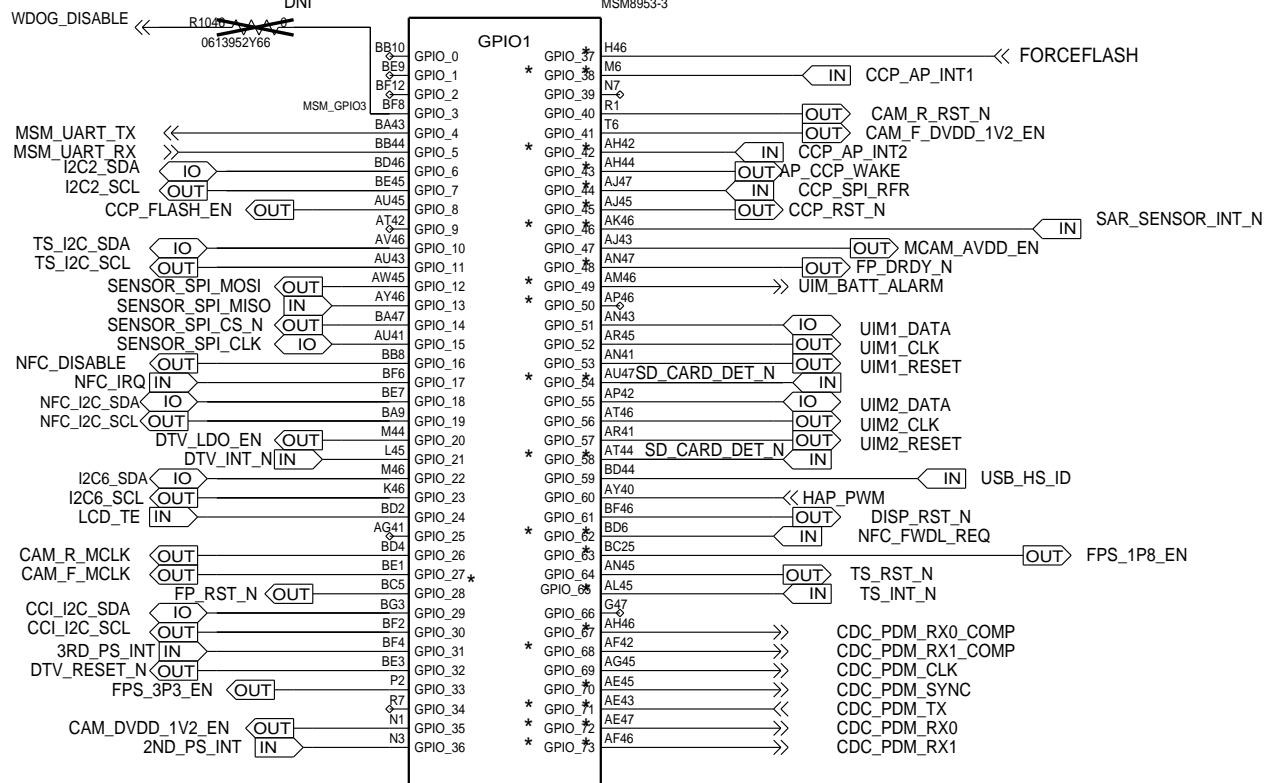 DNI
MSM8953-3
WDOG_DISABLE
0613952Y66
GPIO1
MSM_GPIO3
BB10 GPIO_0
BE9 GPIO_1
BF12 GPIO_2
BF8 GPIO_3
MSM_UART_TX BA43 GPIO_4
MSM_UART_RX BB44 GPIO_5
I2C2_SDA IO BD46 GPIO_6
I2C2_SCL OUT BE45 GPIO_7
CCP_FLASH_EN OUT AU45 GPIO_8
AT42 GPIO_9
TS_I2C_SDA IO AV46 GPIO_10
TS_I2C_SCL OUT AU43 GPIO_11
SENSOR_SPI_MOSI OUT AW45 GPIO_12
SENSOR_SPI_MISO IN AY46 GPIO_13
SENSOR_SPI_CS_N OUT BA47 GPIO_14
SENSOR_SPI_CLK IO AU41 GPIO_15
NFC_DISABLE OUT BB8 GPIO_16
NFC_IRQ IN BF6 GPIO_17
NFC_I2C_SDA IO BE7 GPIO_18
NFC_I2C_SCL OUT BA9 GPIO_19
DTV_LDO_EN OUT M44 GPIO_20
DTV_INT_N IN L45 GPIO_21
I2C6_SDA IO M46 GPIO_22
I2C6_SCL OUT K46 GPIO_23
LCD_TE IN BD2 GPIO_24
AG41 GPIO_25
CAM_R_MCLK OUT BD4 GPIO_26
CAM_F_MCLK OUT BE1 GPIO_27 *
FP_RST_N OUT BC5 GPIO_28
CCI_I2C_SDA IO BG3 GPIO_29
CCI_I2C_SCL OUT BF2 GPIO_30
3RD_PS_INT IN BF4 GPIO_31
DTV_RESET_N OUT BE3 GPIO_32
FPS_3P3_EN OUT P2 GPIO_33
R7 GPIO_34
CAM_DVDD_1V2_EN OUT N1 GPIO_35
2ND_PS_INT IN N3 GPIO_36
GPIO_37 H46 FORCEFLASH
* GPIO_38 M6 IN CCP_AP_INT1
GPIO_39 N7
GPIO_40 R1 OUT CAM_R_RST_N
GPIO_41 T6 OUT CAM_F_DVDD_1V2_EN
* GPIO_42 AH42 IN CCP_AP_INT2
GPIO_43 AH44 OUT AP_CCP_WAKE
GPIO_44 AJ47 IN CCP_SPI_RFR
GPIO_45 AJ45 OUT CCP_RST_N
* GPIO_46 AK46 IN SAR_SENSOR_INT_N
GPIO_47 AJ43 OUT MCAM_AVDD_EN
GPIO_48 AN47 OUT FP_DRDY_N
* GPIO_49 AM46 UIM_BATT_ALARM
* GPIO_50 AP46
GPIO_51 AN43 IO UIM1_DATA
GPIO_52 AR45 OUT UIM1_CLK
GPIO_53 AN41 OUT UIM1_RESET
* GPIO_54 AU47 SD_CARD_DET_N IN
GPIO_55 AP42 IO UIM2_DATA
GPIO_56 AT46 OUT UIM2_CLK
GPIO_57 AR41 OUT UIM2_RESET
* GPIO_58 AT44 SD_CARD_DET_N IN
GPIO_59 BD44 IN USB_HS_ID
GPIO_60 AY40 HAP_PWM
GPIO_61 BF46 OUT DISP_RST_N
* GPIO_62 BD6 IN NFC_FWDL_REQ
GPIO_63 BC25 OUT FPS_1P8_EN
GPIO_64 AN45 OUT TS_RST_N
GPIO_65 AL45 IN TS_INT_N
GPIO_66 G47
GPIO_67 AH46 CDC_PDM_RX0_COMP
* GPIO_68 AF42 CDC_PDM_RX1_COMP
GPIO_69 AG45 CDC_PDM_CLK
GPIO_70 AE45 CDC_PDM_SYNC
* GPIO_71 AE43 CDC_PDM_TX
* GPIO_72 AE47 CDC_PDM_RX0
* GPIO_73 AF46 CDC_PDM_RX1